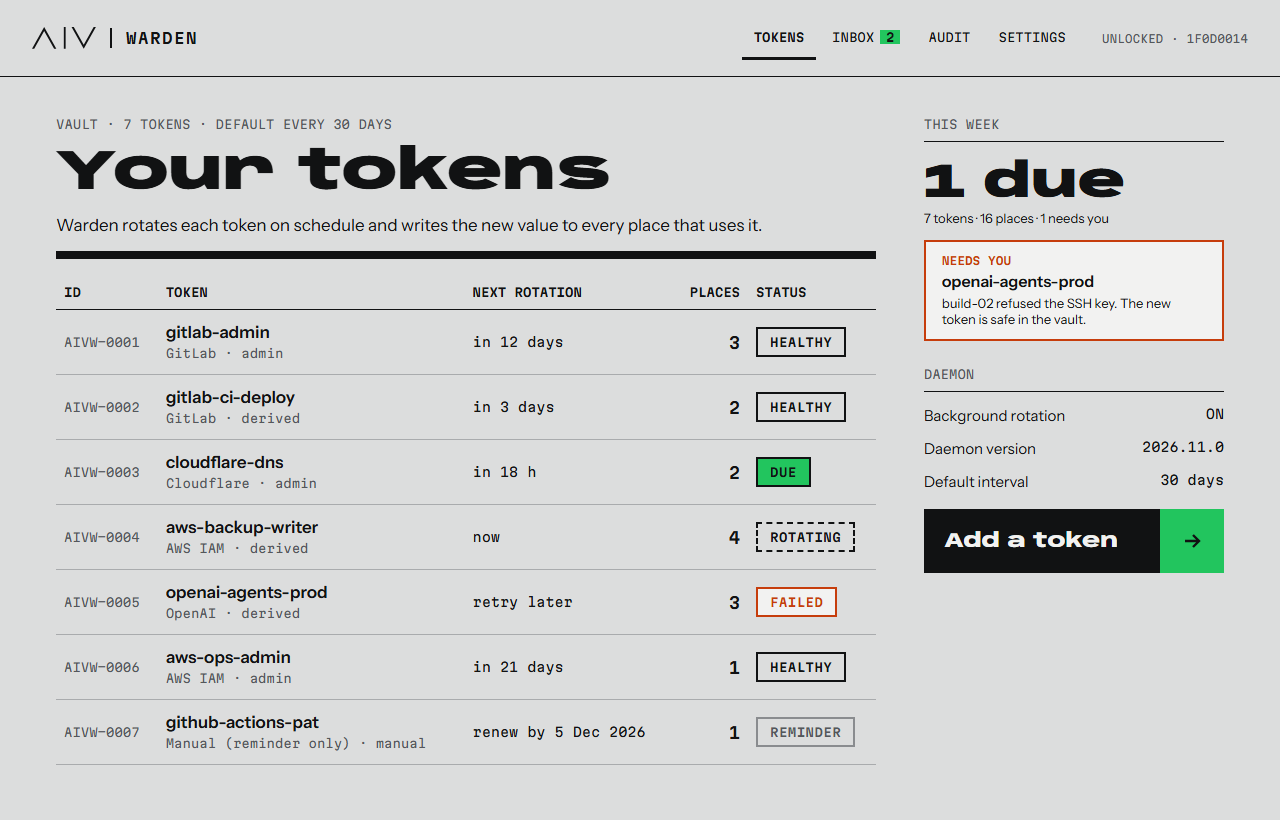 AIV | WARDEN
TOKENS
INBOX 2
AUDIT
SETTINGS
UNLOCKED · 1F0D0014
VAULT · 7 TOKENS · DEFAULT EVERY 30 DAYS
Your tokens
Warden rotates each token on schedule and writes the new value to every place that uses it.
ID TOKEN NEXT ROTATION PLACES STATUS
AIVW-0001 gitlab-admin in 12 days 3 HEALTHY
GitLab · admin
AIVW-0002 gitlab-ci-deploy in 3 days 2 HEALTHY
GitLab · derived
AIVW-0003 cloudflare-dns in 18 h 2 DUE
Cloudflare · admin
AIVW-0004 aws-backup-writer now 4 ROTATING
AWS IAM · derived
AIVW-0005 openai-agents-prod retry later 3 FAILED
OpenAI · derived
AIVW-0006 aws-ops-admin in 21 days 1 HEALTHY
AWS IAM · admin
AIVW-0007 github-actions-pat renew by 5 Dec 2026 1 REMINDER
Manual (reminder only) · manual
THIS WEEK
1 due
7 tokens · 16 places · 1 needs you
NEEDS YOU
openai-agents-prod
build-02 refused the SSH key. The new
token is safe in the vault.
DAEMON
Background rotation ON
Daemon version 2026.11.0
Default interval 30 days
Add a token →